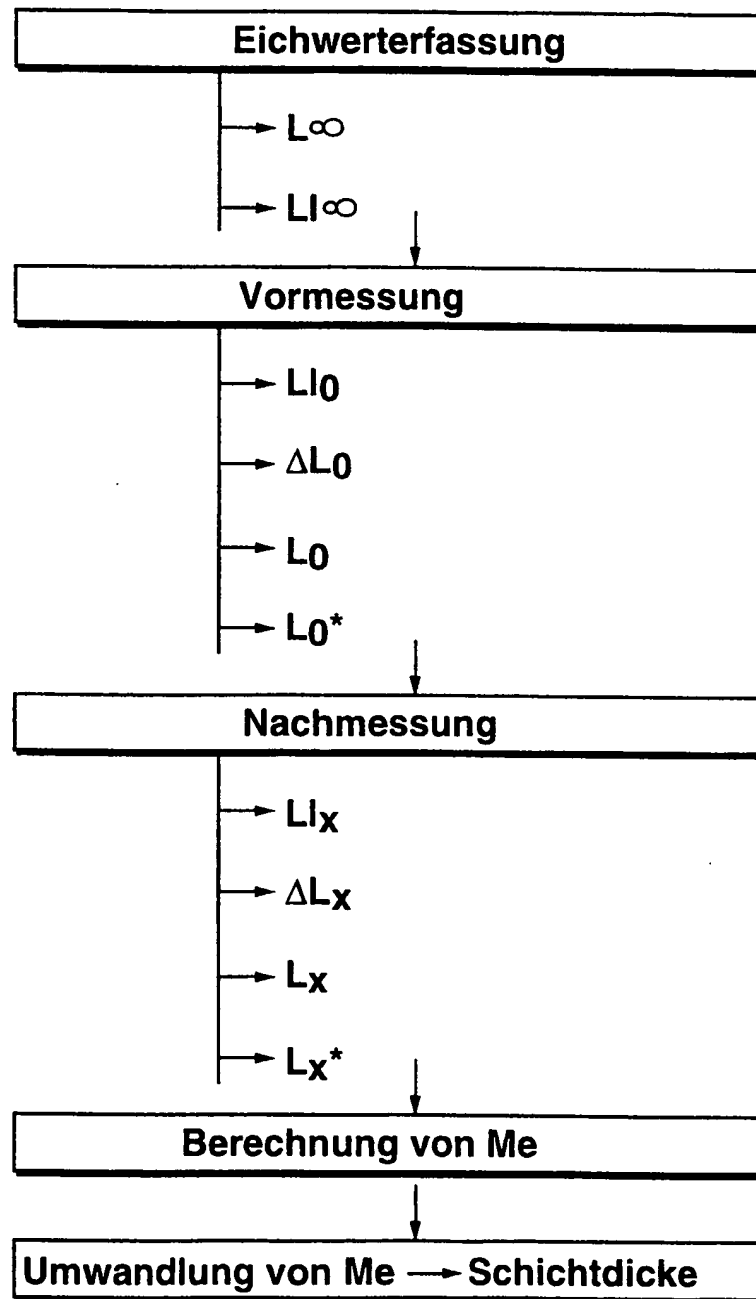 Eichwerterfassung
L∞
LI∞
Vormessung
LI0
ΔL0
L0
L0*
Nachmessung
LIx
ΔLx
Lx
Lx*
Berechnung von Me
Umwandlung von Me → Schichtdicke